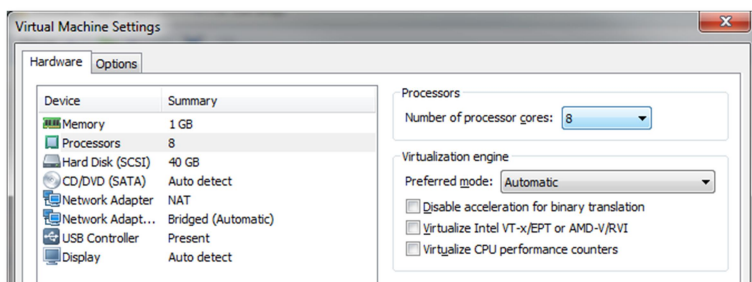 Virtual Machine Settings
Hardware Options
Device Summary
Memory 1 GB
Processors 8
Hard Disk (SCSI) 40 GB
CD/DVD (SATA) Auto detect
Network Adapter NAT
Network Adapt... Bridged (Automatic)
USB Controller Present
Display Auto detect
Processors
Number of processor cores: 8
Virtualization engine
Preferred mode: Automatic
Disable acceleration for binary translation
Virtualize Intel VT-x/EPT or AMD-V/RVI
Virtualize CPU performance counters